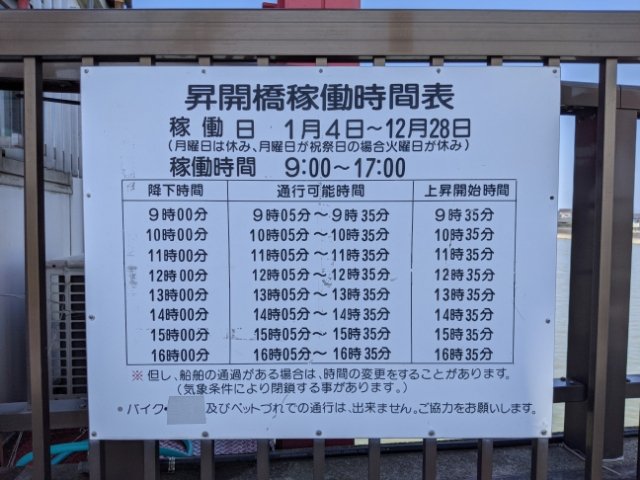 昇開橋稼働時間表
稼働日 1月4日～12月28日
(月曜日は休み、月曜日が祝祭日の場合火曜日が休み)
稼働時間 9:00～17:00
降下時間 通行可能時間 上昇開始時間
9時00分 9時05分～9時35分 9時35分
10時00分 10時05分～10時35分 10時35分
11時00分 11時05分～11時35分 11時35分
12時00分 12時05分～12時35分 12時35分
13時00分 13時05分～13時35分 13時35分
14時00分 14時05分～14時35分 14時35分
15時00分 15時05分～15時35分 15時35分
16時00分 16時05分～16時35分 16時35分
※但し、船舶の通過がある場合は、時間の変更をすることがあります。
(気象条件により閉鎖する事があります。)
●バイク・ 及びペットづれでの通行は、出来ません。ご協力をお願いします。